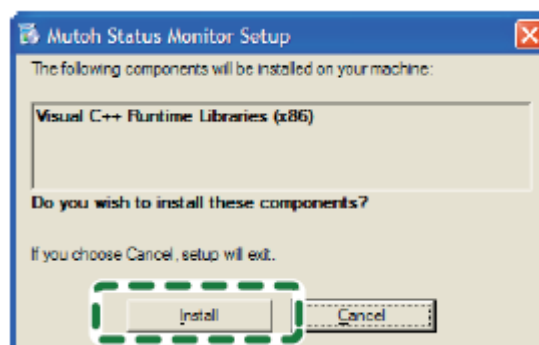 Mutoh Status Monitor Setup
The following components will be installed on your machine:
Visual C++ Runtime Libraries (x86)
Do you wish to install these components?
If you choose Cancel, setup will exit.
Install
Cancel